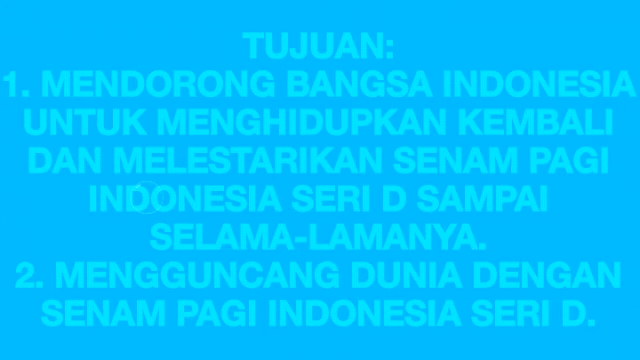 TUJUAN:
1. MENDORONG BANGSA INDONESIA
UNTUK MENGHIDUPKAN KEMBALI
DAN MELESTARIKAN SENAM PAGI
INDONESIA SERI D SAMPAI
SELAMA-LAMANYA.
2. MENGGUNCANG DUNIA DENGAN
SENAM PAGI INDONESIA SERI D.